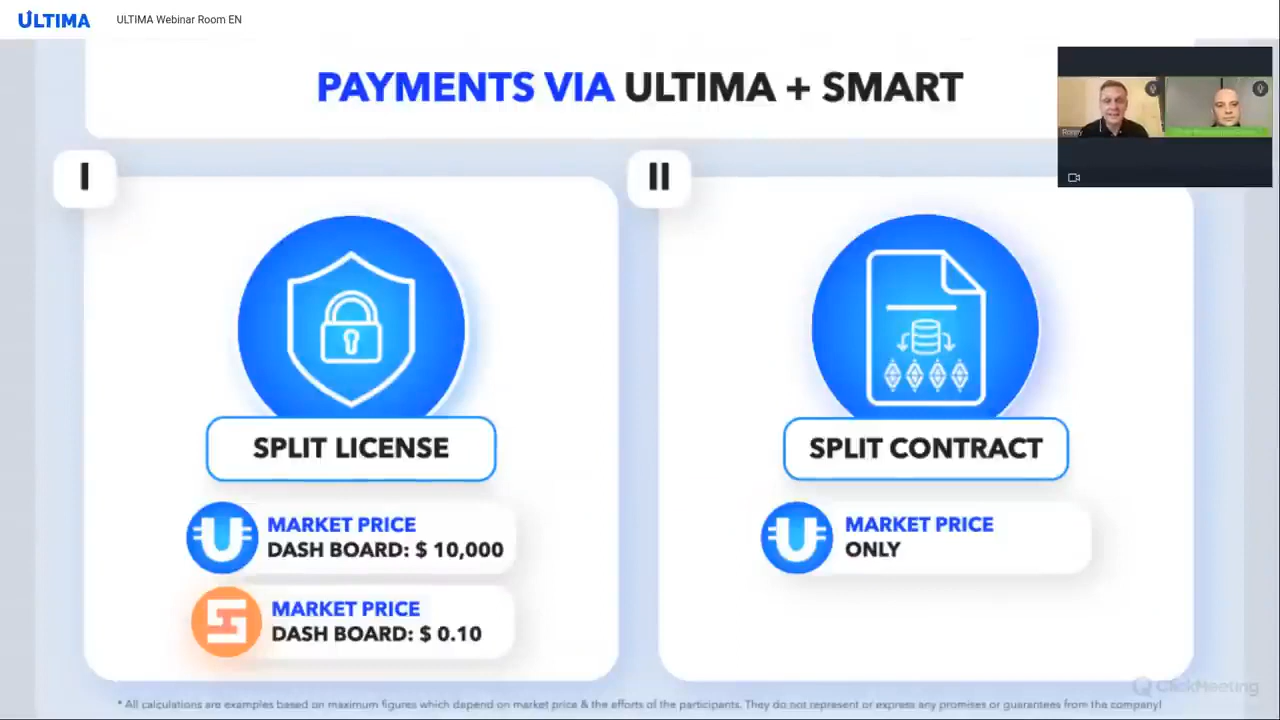 ULTIMA
ULTIMA Webinar Room EN
PAYMENTS VIA ULTIMA + SMART
I
II
Ronny
SPLIT LICENSE
SPLIT CONTRACT
MARKET PRICE
DASH BOARD: $ 10,000
MARKET PRICE
ONLY
MARKET PRICE
DASH BOARD: $ 0.10
ClickMeeting
* All calculations are examples based on maximum figures which depend on market price & the efforts of the participants. They do not represent or express any promises or guarantees from the company!